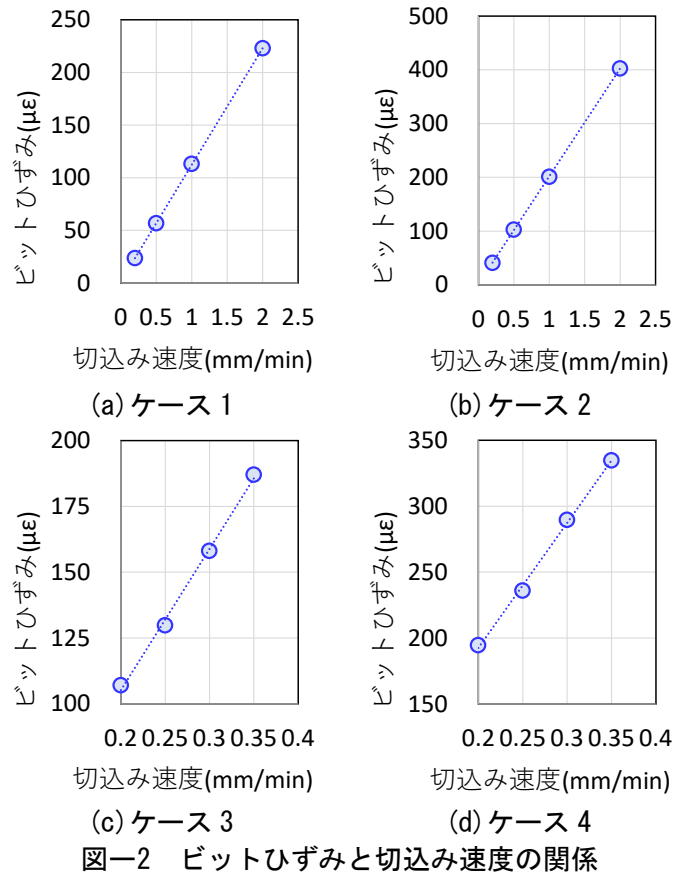 250
200
150
100
50
0
ビットひずみ(με)
0 0.5 1 1.5 2 2.5
切込み速度(mm/min)
(a)ケース 1
500
400
300
200
100
0
ビットひずみ(με)
0 0.5 1 1.5 2 2.5
切込み速度(mm/min)
(b)ケース 2
200
175
150
125
100
ビットひずみ(με)
0.2 0.25 0.3 0.35 0.4
切込み速度(mm/min)
(c)ケース 3
350
300
250
200
150
ビットひずみ(με)
0.2 0.25 0.3 0.35 0.4
切込み速度(mm/min)
(d)ケース 4
図ー2 ビットひずみと切込み速度の関係